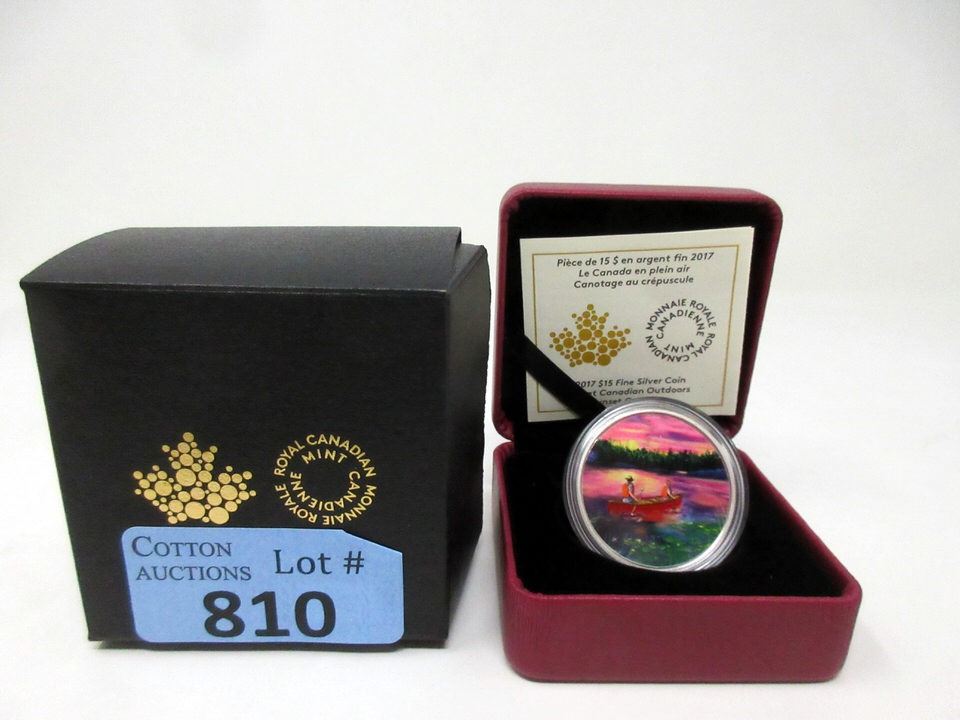 ROYAL CANADIAN MINT
MONNAIE ROYALE CANADIENNE
COTTON
AUCTIONS
Lot #
810
Pièce de 15 $ en argent fin 2017
Le Canada en plein air
Canotage au crépuscule
MONNAIE ROYALE CANADIENNE
ROYAL CANADIAN MINT
2017 $15 Fine Silver Coin
Canadian Outdoors